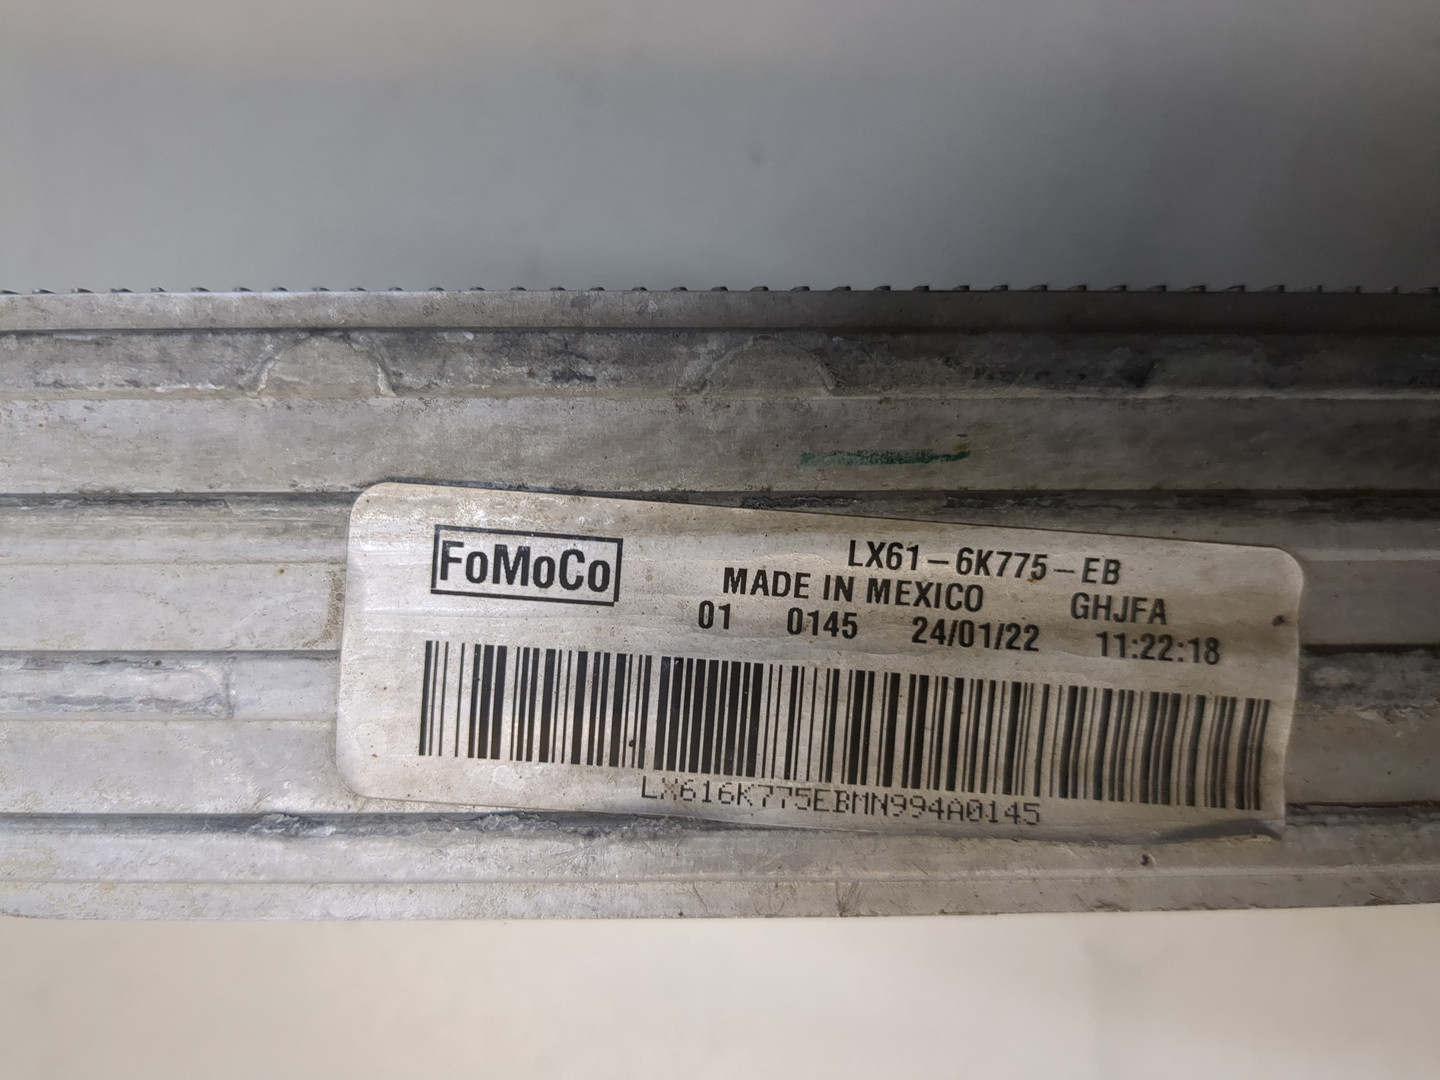 FoMoCo
LX61-6K775-EB
MADE IN MEXICO GHJFA
01 0145 24/01/22 11:22:18
LX616K775EBMN994A0145